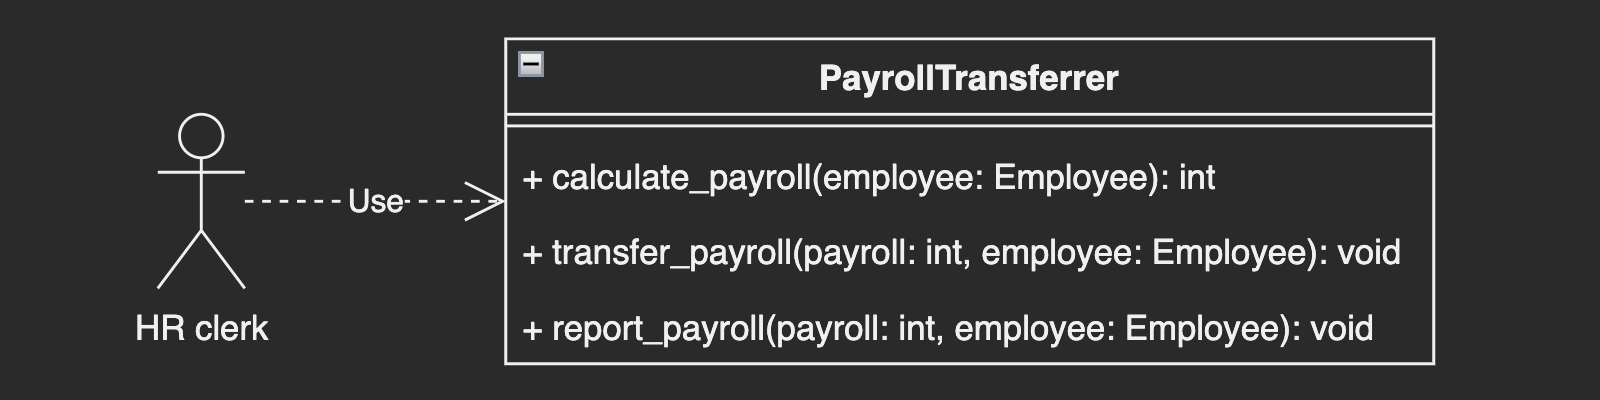 PayrollTransferrer
+ calculate_payroll(employee: Employee): int
Use
+ transfer_payroll(payroll: int, employee: Employee): void
HR clerk
+ report_payroll(payroll: int, employee: Employee): void